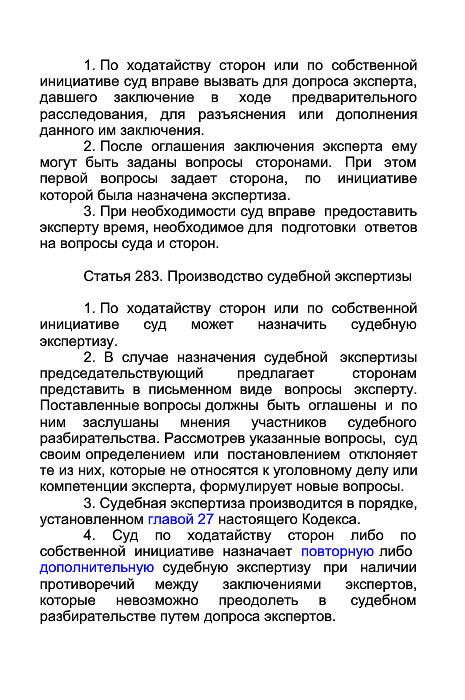 1. По ходатайству сторон или по собственной
инициативе суд вправе вызвать для допроса эксперта,
давшего заключение в ходе предварительного
расследования, для разъяснения или дополнения
данного им заключения.
2. После оглашения заключения эксперта ему
могут быть заданы вопросы сторонами. При этом
первой вопросы задает сторона, по инициативе
которой была назначена экспертиза.
3. При необходимости суд вправе предоставить
эксперту время, необходимое для подготовки ответов
на вопросы суда и сторон.
Статья 283. Производство судебной экспертизы
1. По ходатайству сторон или по собственной
инициативе суд может назначить судебную
экспертизу.
2. В случае назначения судебной экспертизы
председательствующий предлагает сторонам
представить в письменном виде вопросы эксперту.
Поставленные вопросы должны быть оглашены и по
ним заслушаны мнения участников судебного
разбирательства. Рассмотрев указанные вопросы, суд
своим определением или постановлением отклоняет
те из них, которые не относятся к уголовному делу или
компетенции эксперта, формулирует новые вопросы.
3. Судебная экспертиза производится в порядке,
установленном главой 27 настоящего Кодекса.
4. Суд по ходатайству сторон либо по
собственной инициативе назначает повторную либо
дополнительную судебную экспертизу при наличии
противоречий между заключениями экспертов,
которые невозможно преодолеть в судебном
разбирательстве путем допроса экспертов.